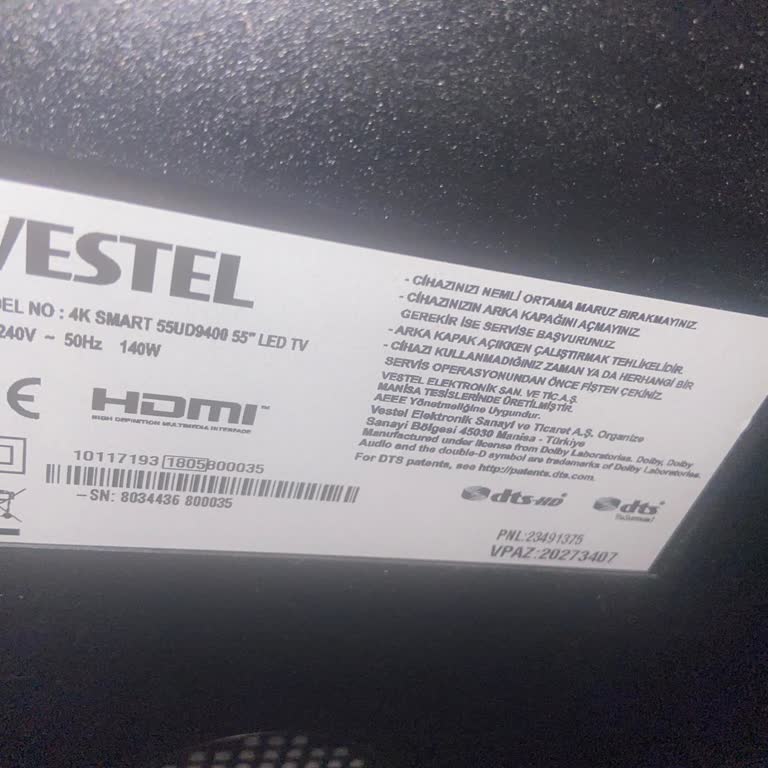 VESTEL
DEL NO : 4K SMART 55UD9400 55" LED TV
240V ~ 50Hz 140W
CE
HDMI™
HIGH DEFINITION MULTIMEDIA INTERFACE
10117193 1805800035
-SN: 8034436 800035
- CİHAZINIZI NEMLİ ORTAMA MARUZ BIRAKMAYINIZ.
- CİHAZINIZIN ARKA KAPAĞINI AÇMAYINIZ.
GEREKİR İSE SERVİSE BAŞVURUNUZ.
- ARKA KAPAK AÇIKKEN ÇALIŞTIRMAK TEHLİKELİDİR.
- CİHAZI KULLANMADIĞINIZ ZAMAN YA DA HERHANGİ BİR
SERVİS OPERASYONUNDAN ÖNCE FİŞTEN ÇEKİNİZ.
VESTEL ELEKTRONİK SAN. VE TİC A.Ş.
MANİSA TESİSLERİNDE ÜRETİLMİŞTİR.
AEEE Yönetmeliğine Uygundur.
Vestel Elektronik Sanayi ve Ticaret A.Ş. Organize
Sanayi Bölgesi 45030 Manisa - Türkiye
Manufactured under license from Dolby Laboratories. Dolby, Dolby
Audio and the double-D symbol are trademarks of Dolby Laboratories.
For DTS patents, see http://patents.dts.com.
dts-HD
dts
TruSurround
PNL:23491375
VPAZ:20273407